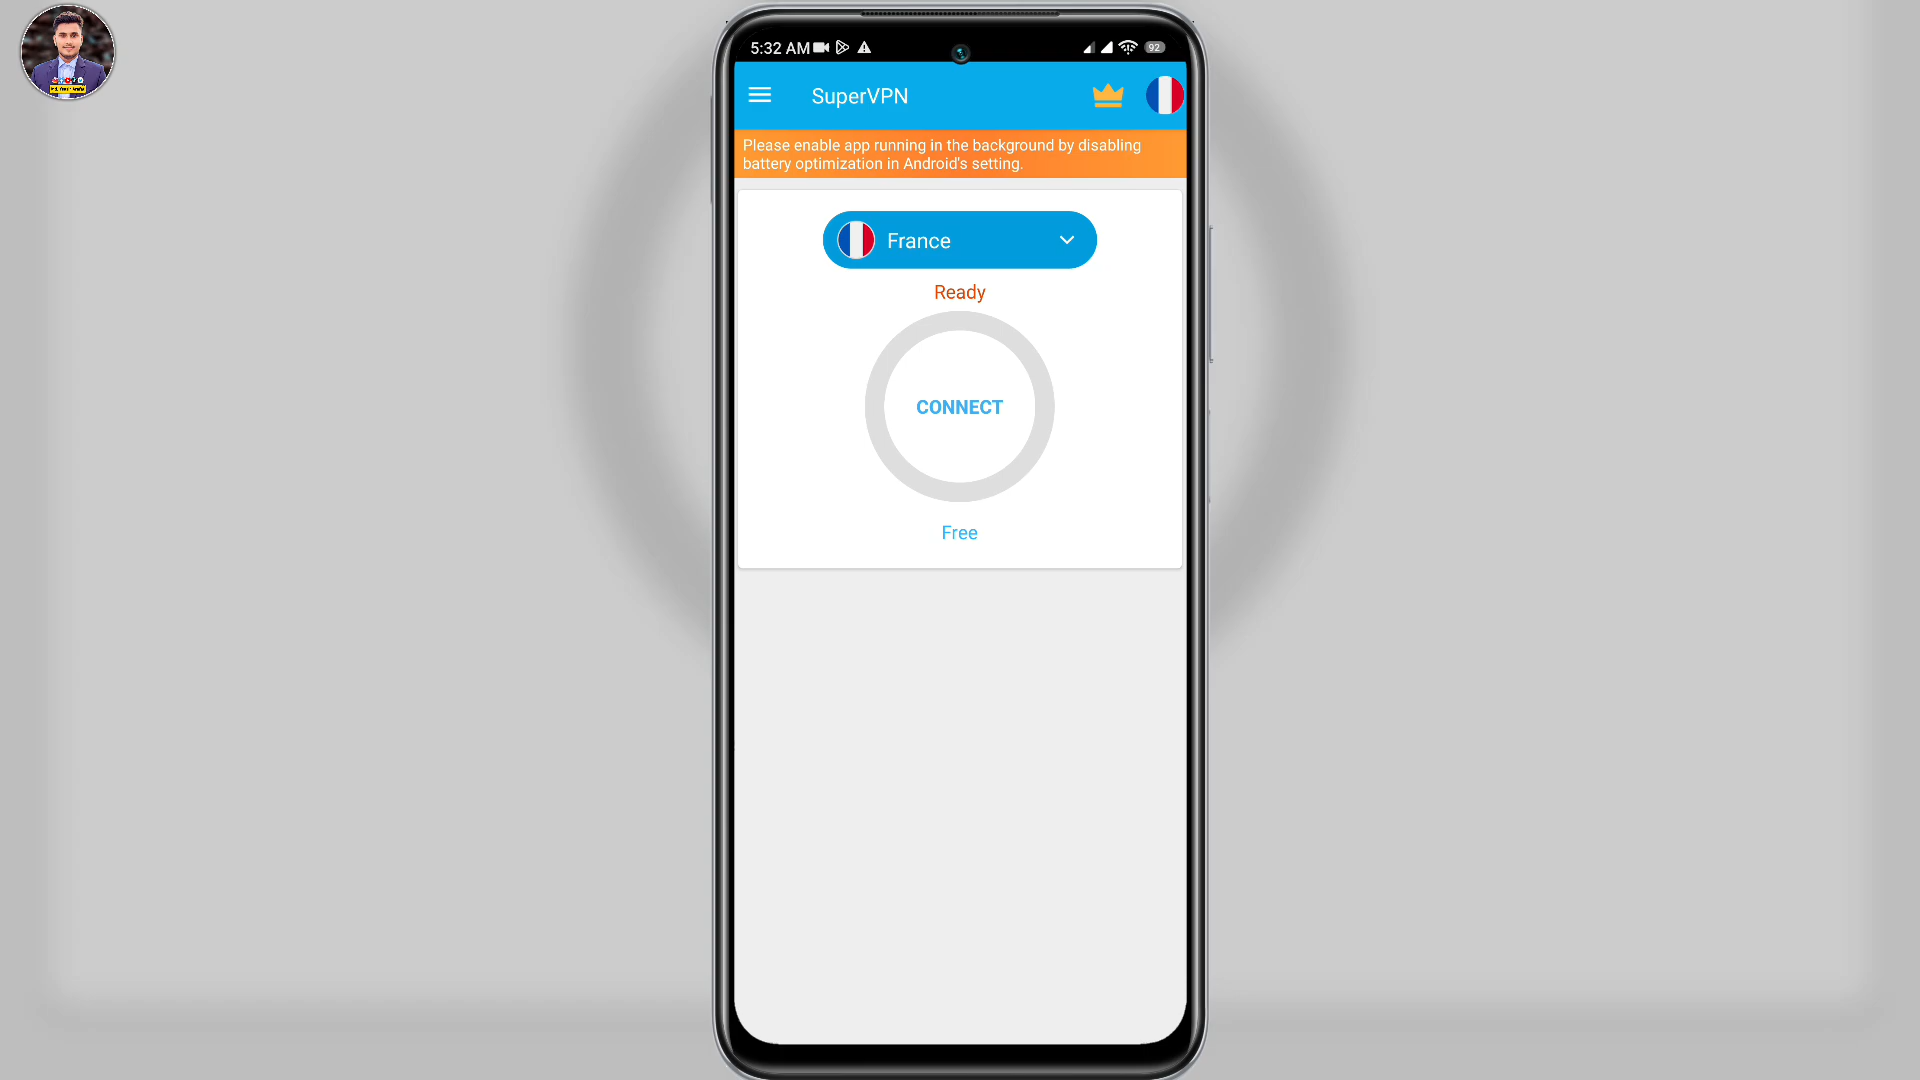 5:32 AM
92
SuperVPN
Please enable app running in the background by disabling
battery optimization in Android's setting.
France
Ready
CONNECT
Free